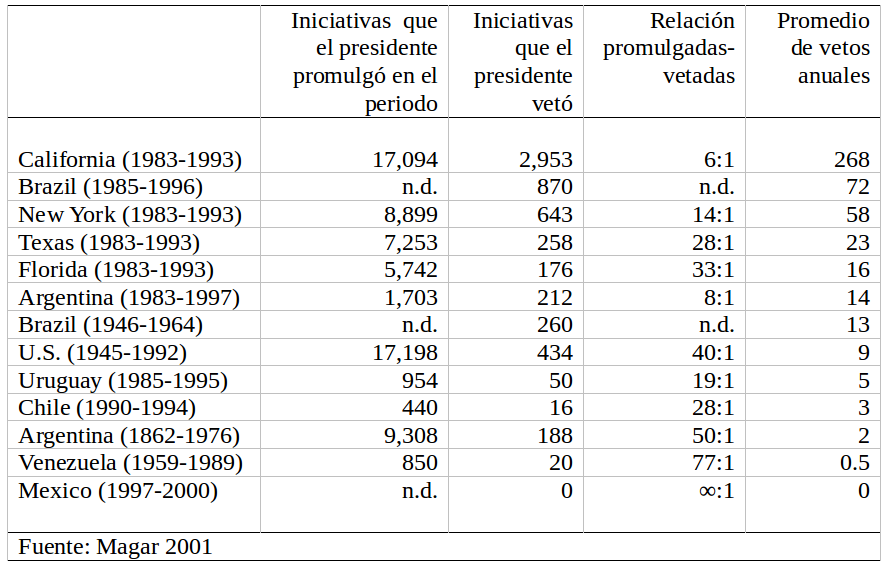 Iniciativas que el presidente promulgó en el periodo | Iniciativas que el presidente vetó | Relación promulgadas-vetadas | Promedio de vetos anuales
California (1983-1993) 17,094 2,953 6:1 268
Brazil (1985-1996) n.d. 870 n.d. 72
New York (1983-1993) 8,899 643 14:1 58
Texas (1983-1993) 7,253 258 28:1 23
Florida (1983-1993) 5,742 176 33:1 16
Argentina (1983-1997) 1,703 212 8:1 14
Brazil (1946-1964) n.d. 260 n.d. 13
U.S. (1945-1992) 17,198 434 40:1 9
Uruguay (1985-1995) 954 50 19:1 5
Chile (1990-1994) 440 16 28:1 3
Argentina (1862-1976) 9,308 188 50:1 2
Venezuela (1959-1989) 850 20 77:1 0.5
Mexico (1997-2000) n.d. 0 ∞:1 0
Fuente: Magar 2001